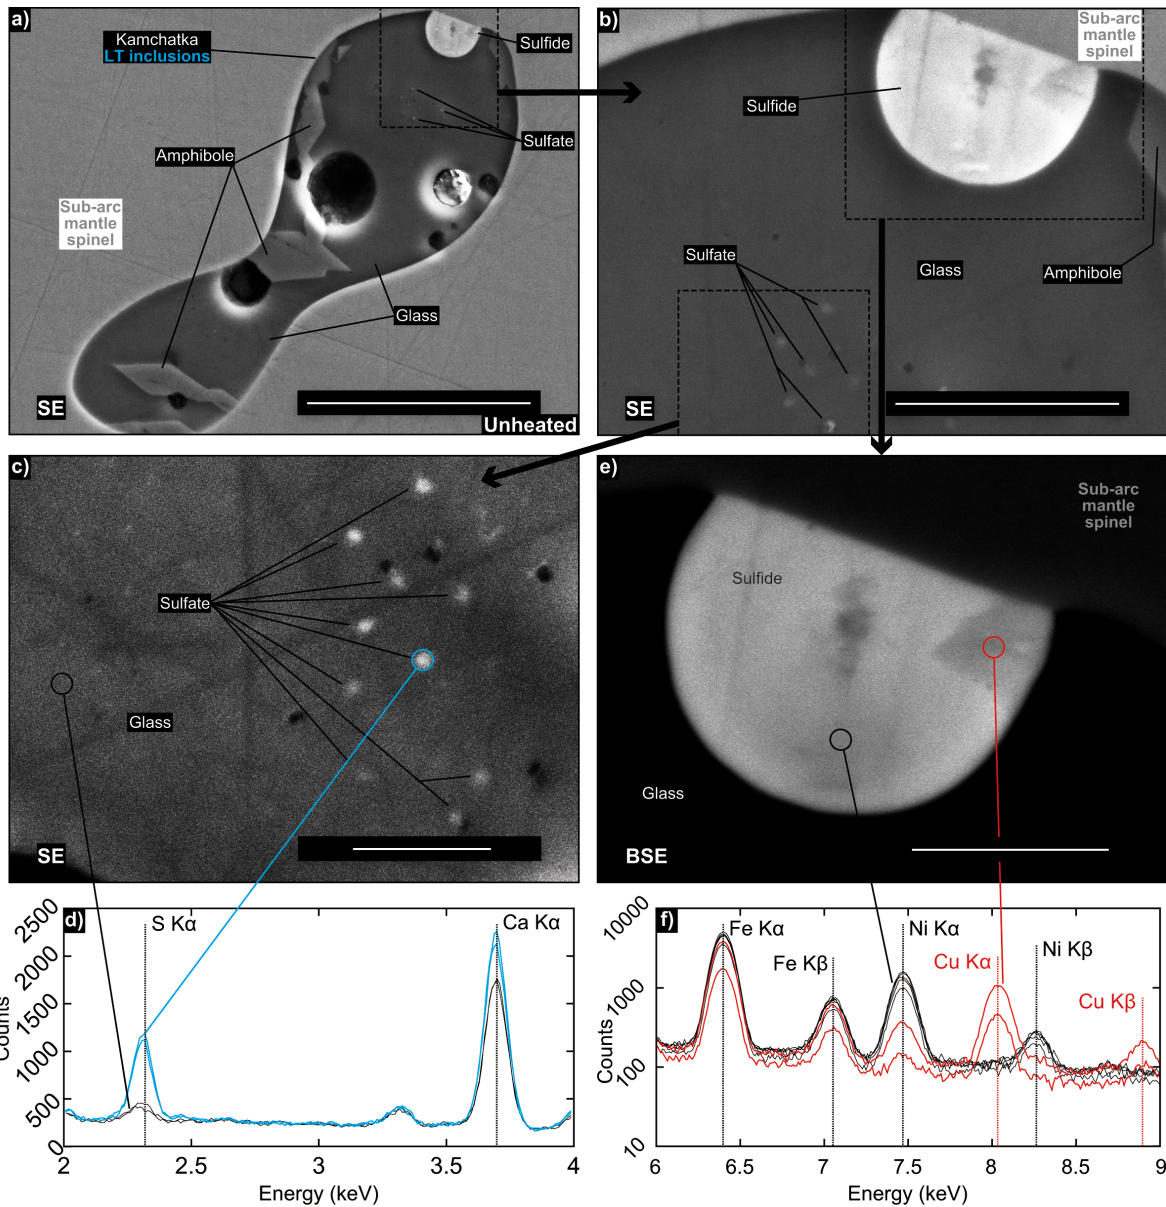 a)
Kamchatka
LT inclusions
Sulfide
Sulfate
Amphibole
Sub-arc
mantle
spinel
Glass
SE
Unheated
b)
Sub-arc
mantle
spinel
Sulfide
Sulfate
Glass
Amphibole
SE
c)
Sulfate
Glass
SE
e)
Sub-arc
mantle
spinel
Sulfide
Glass
BSE
d)
S Kα
Ca Kα
2500
2000
1500
1000
500
0
Counts
2
2.5
3
3.5
4
Energy (keV)
f)
Fe Kα
Ni Kα
Fe Kβ
Cu Kα
Ni Kβ
Cu Kβ
10000
1000
100
10
Counts
6
6.5
7
7.5
8
8.5
9
Energy (keV)